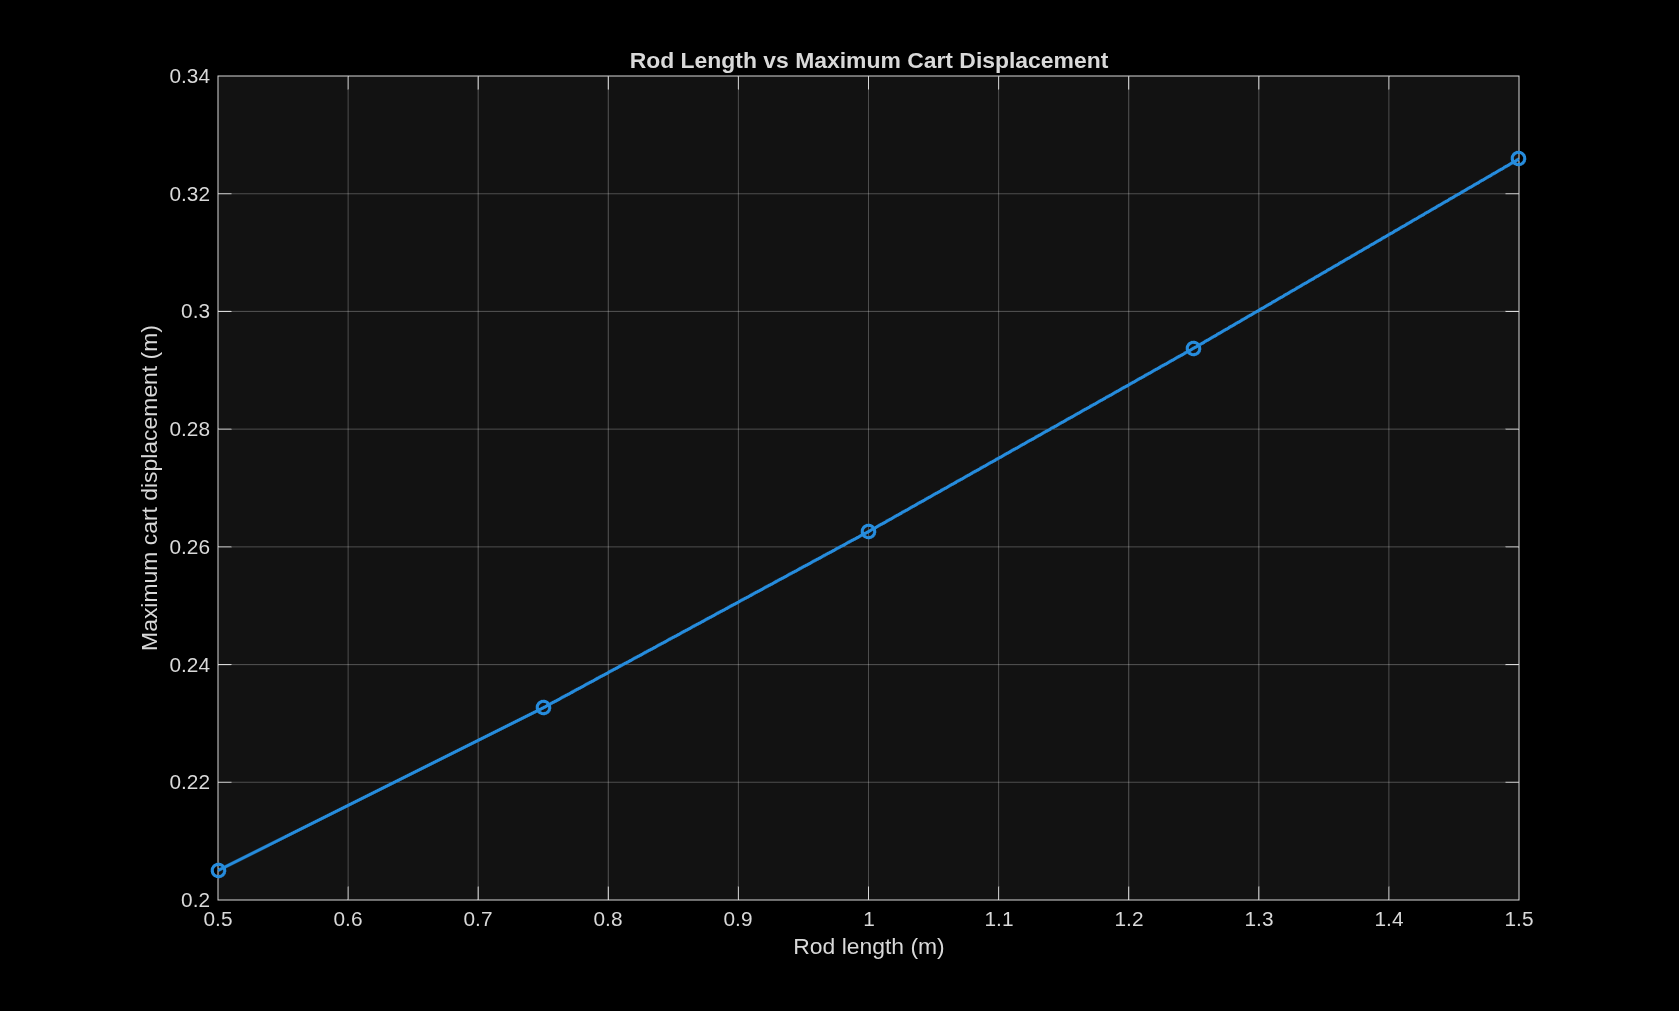 Rod Length vs Maximum Cart Displacement
0.34
0.32
0.3
0.28
0.26
0.24
0.22
0.2
Maximum cart displacement (m)
0.5 0.6 0.7 0.8 0.9 1 1.1 1.2 1.3 1.4 1.5
Rod length (m)